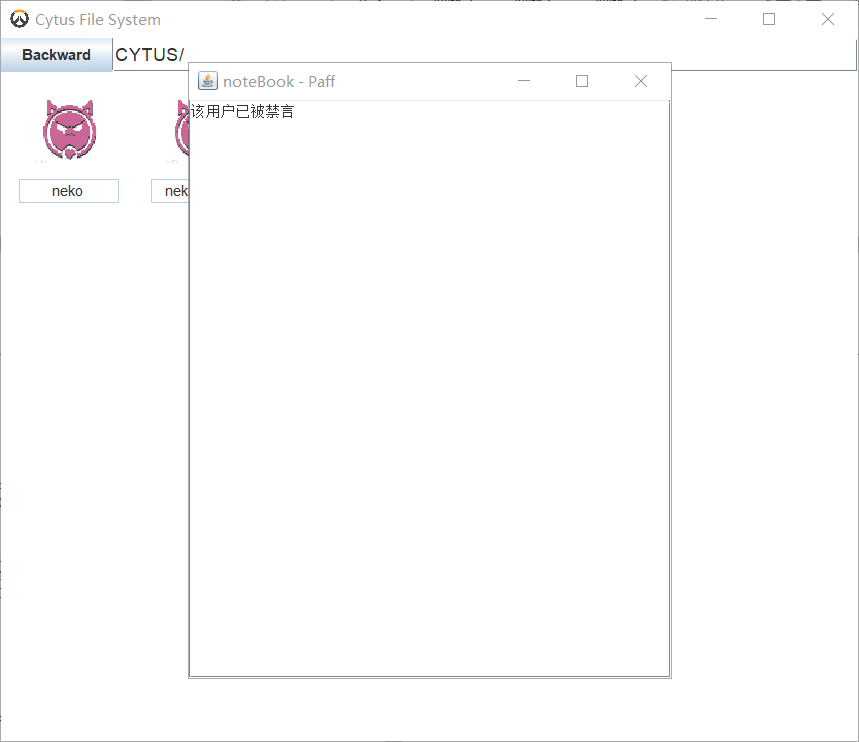 Cytus File System
Backward
CYTUS/
noteBook - Paff
该用户已被禁言
neko
nek